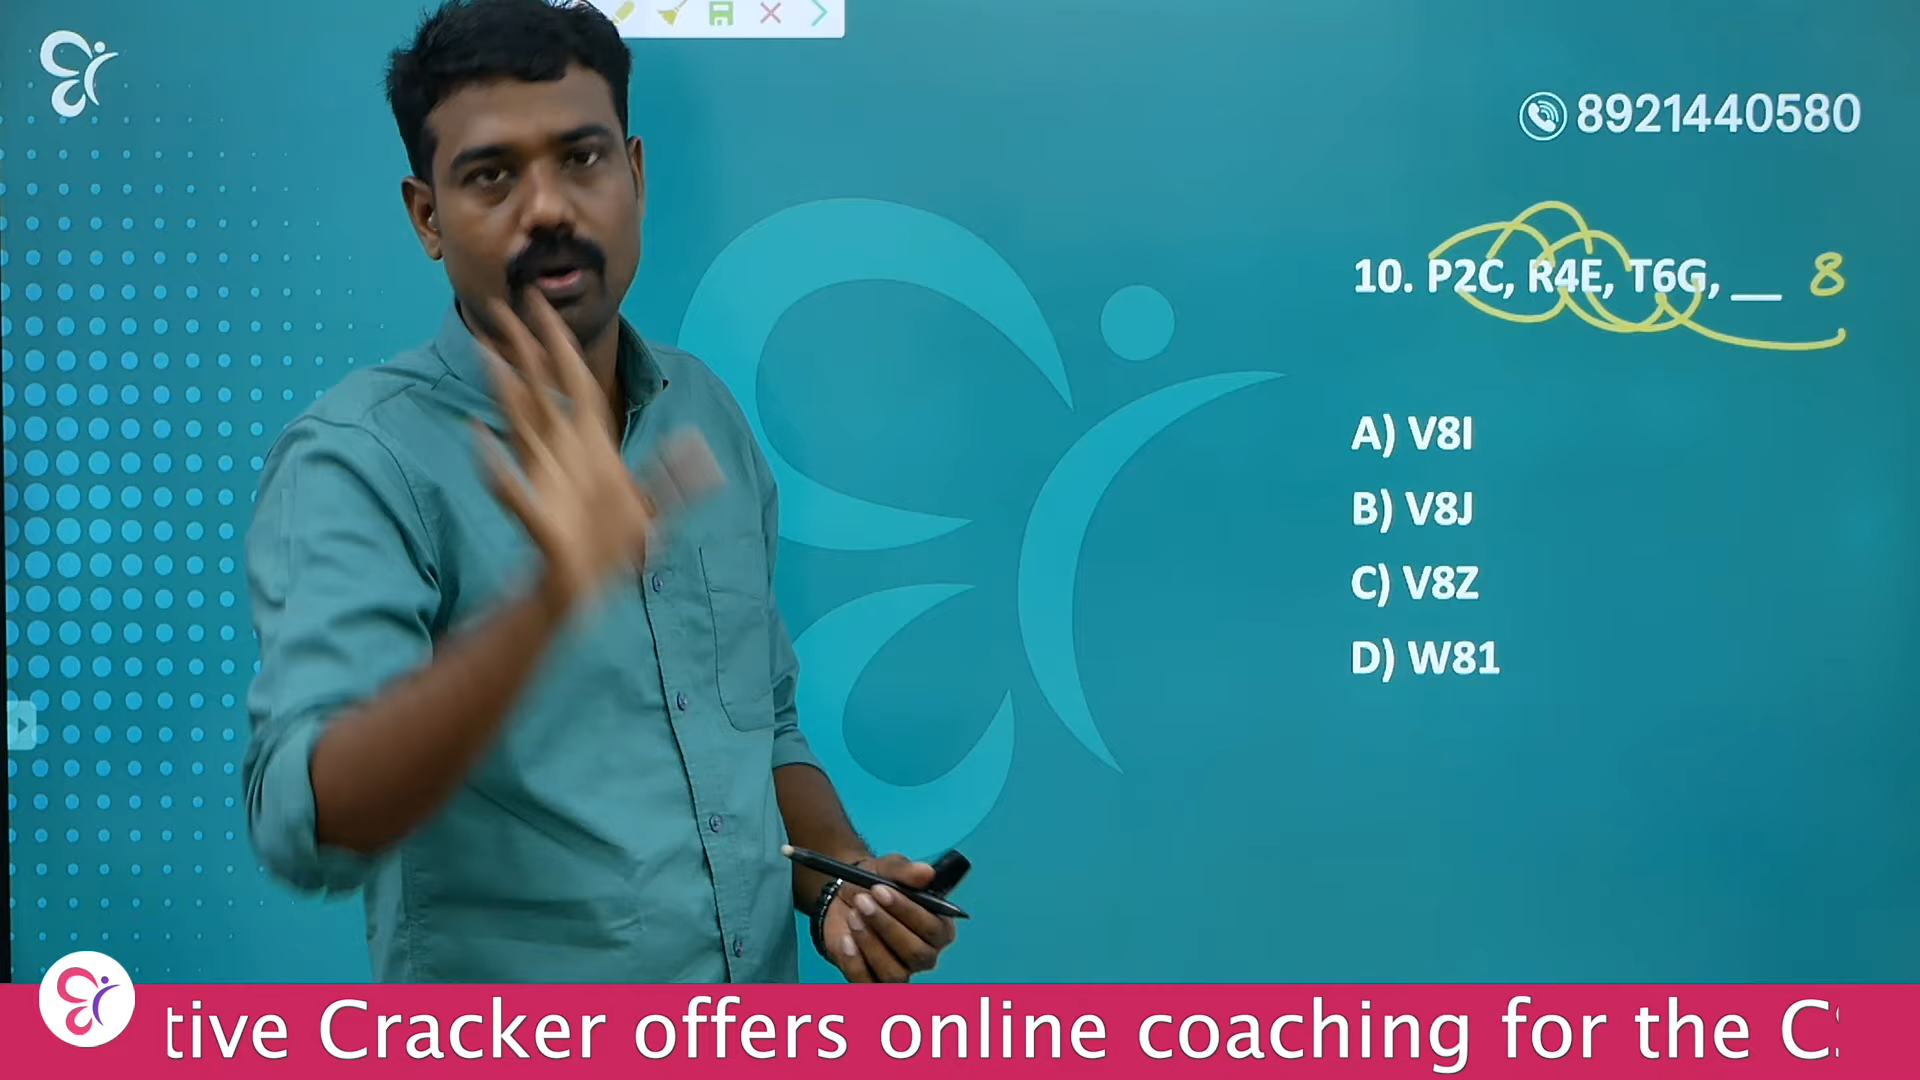 8921440580
10. P2C, R4E, T6G, __ 8
A) V8I
B) V8J
C) V8Z
D) W81
tive Cracker offers online coaching for the C